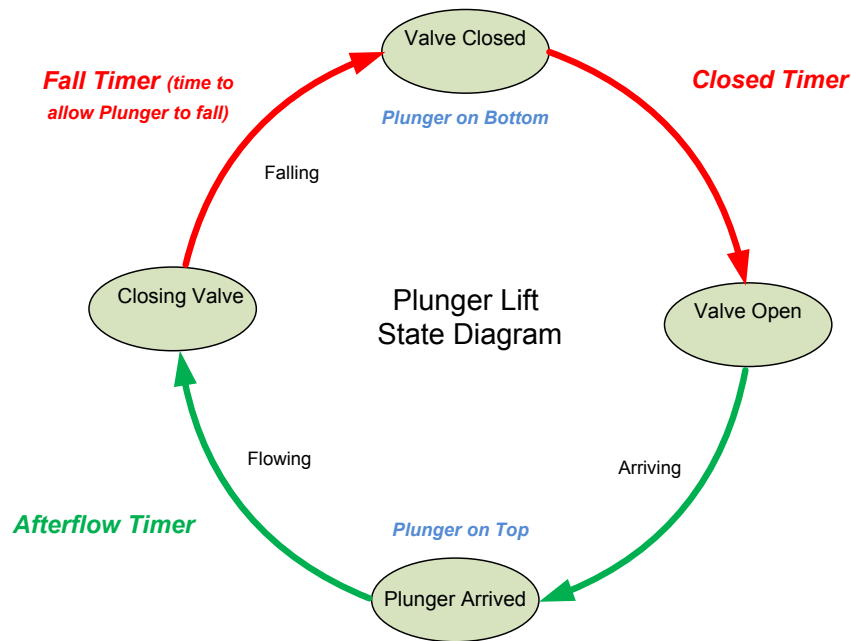 Valve Closed
Fall Timer (time to
allow Plunger to fall)
Closed Timer
Plunger on Bottom
Falling
Closing Valve
Plunger Lift
State Diagram
Valve Open
Flowing
Arriving
Afterflow Timer
Plunger on Top
Plunger Arrived